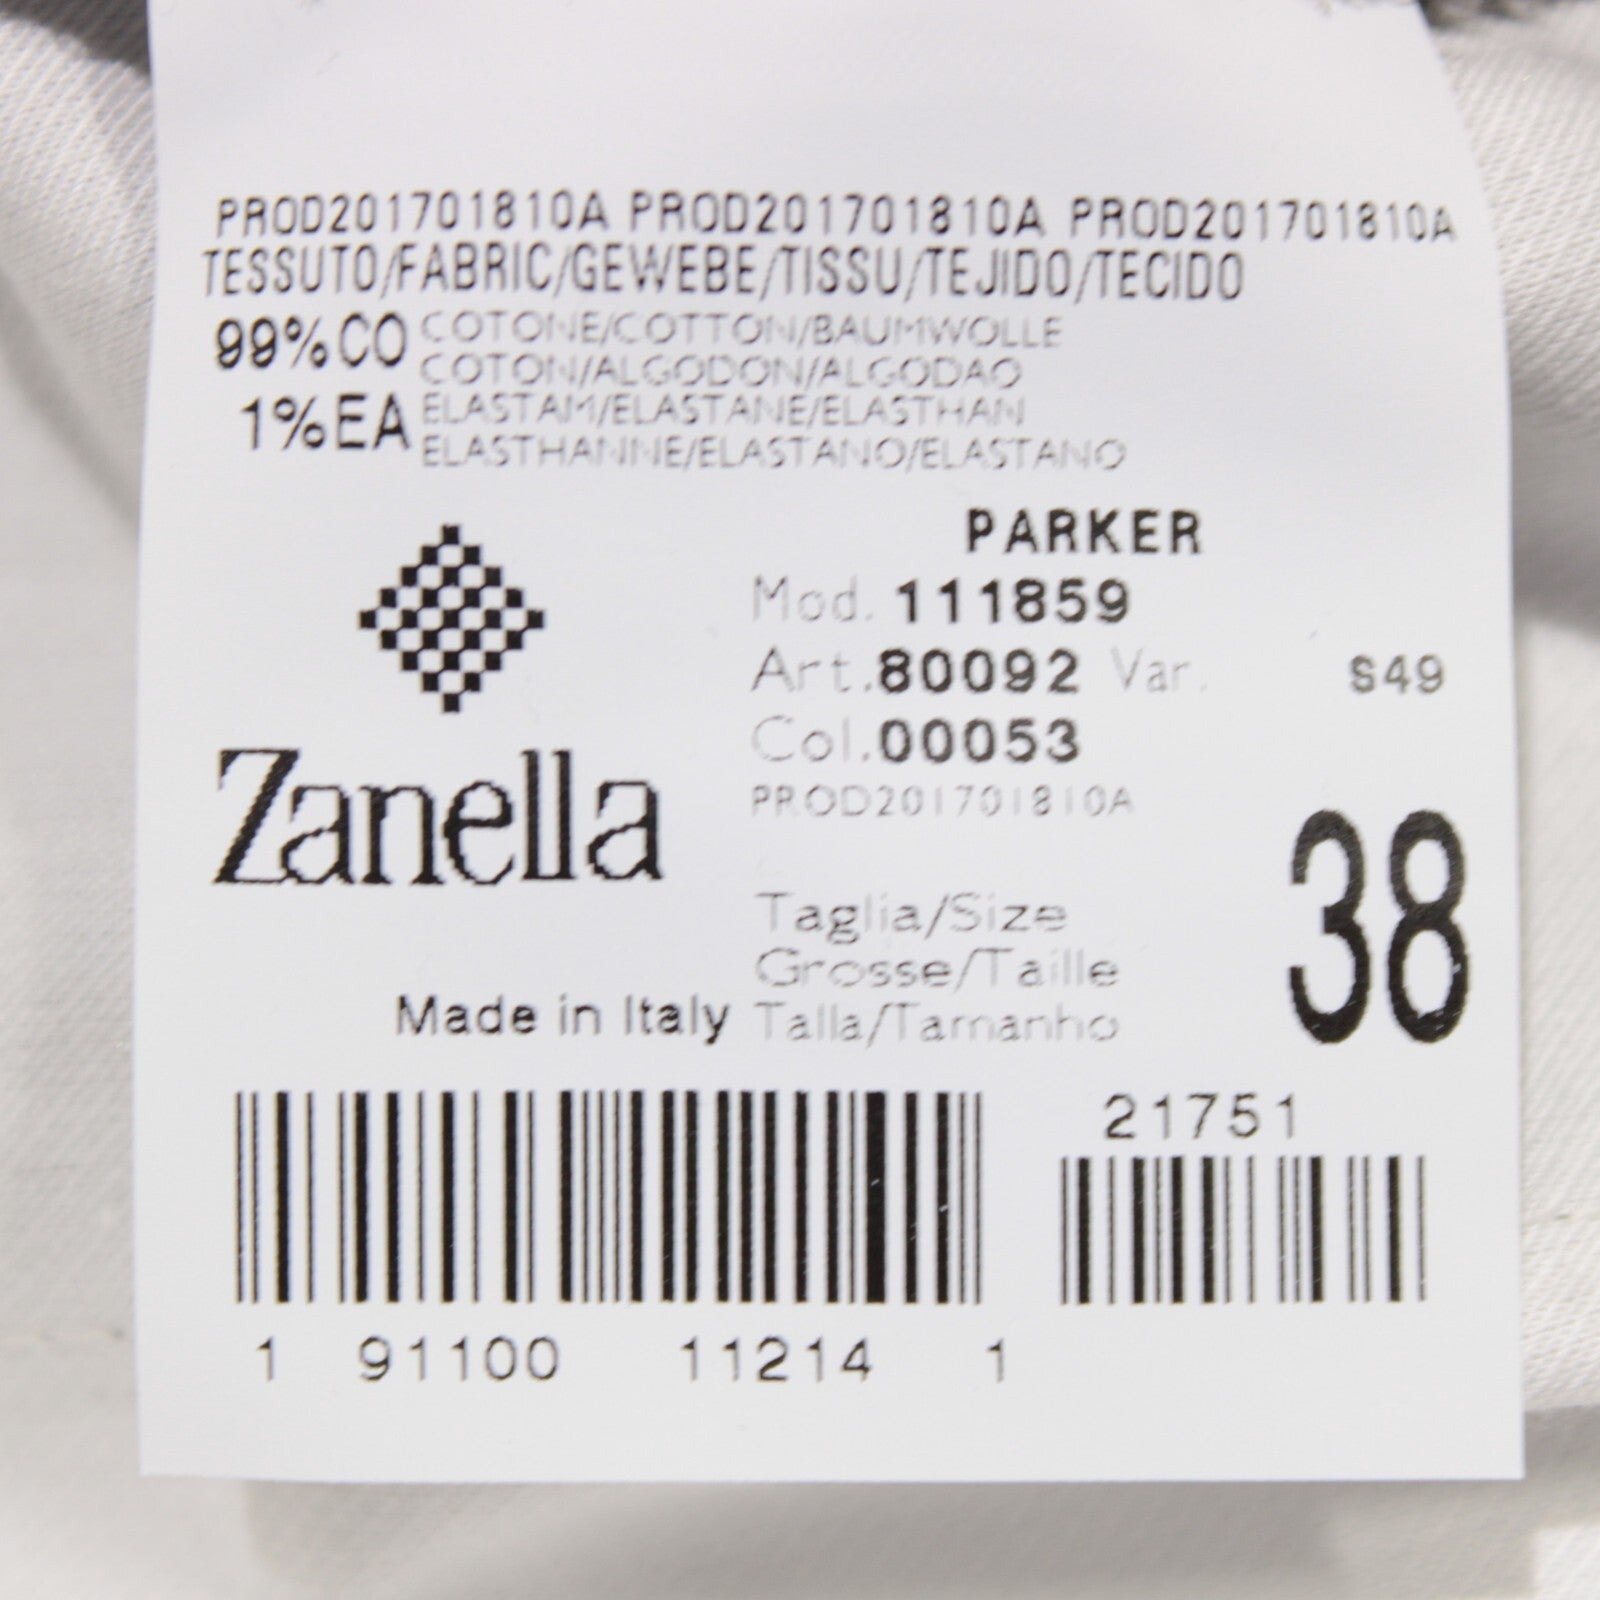 PROD201701810A PROD201701810A PROD201701810A
TESSUTO/FABRIC/GEWEBE/TISSU/TEJIDO/TECIDO
99%CO COTONE/COTTON/BAUMWOLLE
COTON/ALGODON/ALGODAO
1%EA ELASTAM/ELASTANE/ELASTHAN
ELASTHANNE/ELASTANO/ELASTANO
PARKER
Mod. 111859
Art.80092 Var. S49
Col.00053
PROD201701810A
Zanella
38
Taglia/Size
Grosse/Taille
Made in Italy Talla/Tamanho
21751
1 91100 11214 1